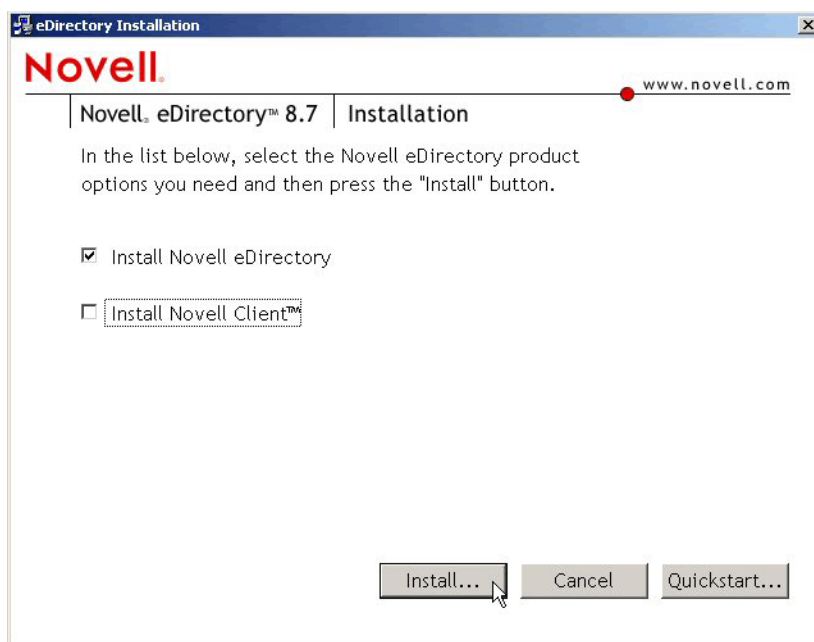 eDirectory Installation
Novell®
www.novell.com
Novell® eDirectory™ 8.7 Installation
In the list below, select the Novell eDirectory product
options you need and then press the "Install" button.
Install Novell eDirectory
Install Novell Client™
Install... Cancel Quickstart...